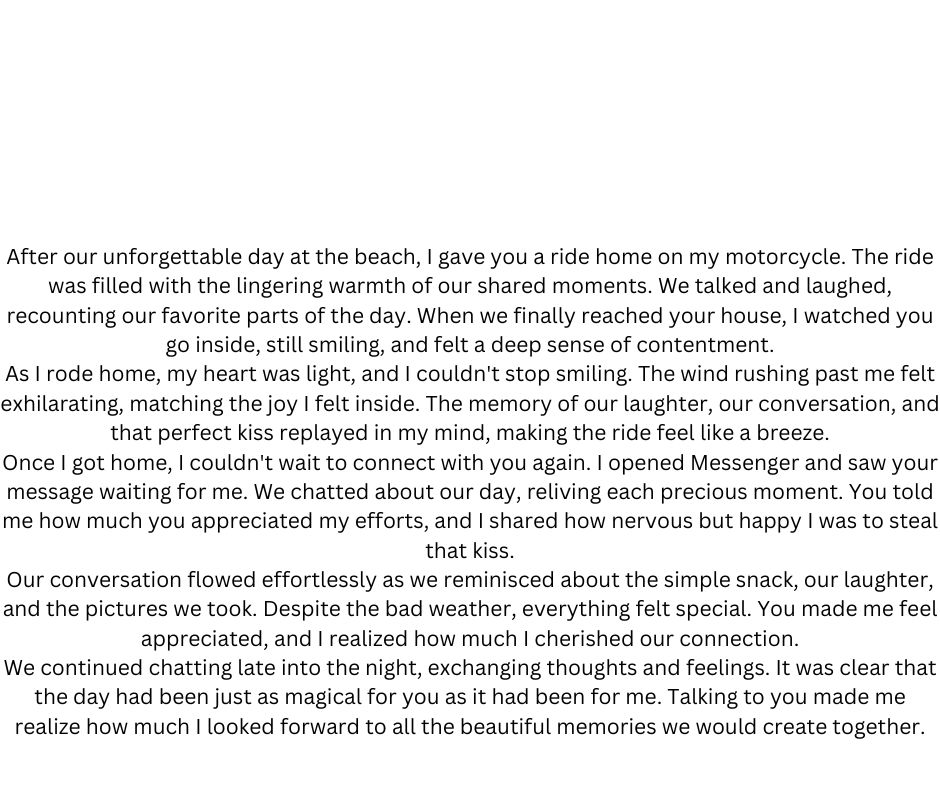 After our unforgettable day at the beach, I gave you a ride home on my motorcycle. The ride
was filled with the lingering warmth of our shared moments. We talked and laughed,
recounting our favorite parts of the day. When we finally reached your house, I watched you
go inside, still smiling, and felt a deep sense of contentment.
As I rode home, my heart was light, and I couldn't stop smiling. The wind rushing past me felt
exhilarating, matching the joy I felt inside. The memory of our laughter, our conversation, and
that perfect kiss replayed in my mind, making the ride feel like a breeze.
Once I got home, I couldn't wait to connect with you again. I opened Messenger and saw your
message waiting for me. We chatted about our day, reliving each precious moment. You told
me how much you appreciated my efforts, and I shared how nervous but happy I was to steal
that kiss.
Our conversation flowed effortlessly as we reminisced about the simple snack, our laughter,
and the pictures we took. Despite the bad weather, everything felt special. You made me feel
appreciated, and I realized how much I cherished our connection.
We continued chatting late into the night, exchanging thoughts and feelings. It was clear that
the day had been just as magical for you as it had been for me. Talking to you made me
realize how much I looked forward to all the beautiful memories we would create together.